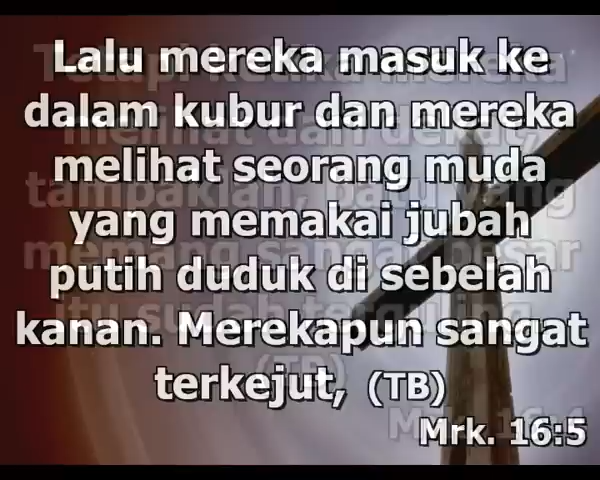 Lalu mereka masuk ke
dalam kubur dan mereka
melihat seorang muda
yang memakai jubah
putih duduk di sebelah
kanan. Merekapun sangat
terkejut, (TB)
Mrk. 16:5